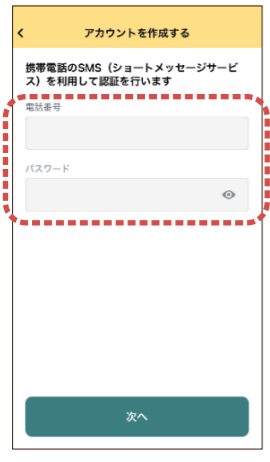 アカウントを作成する
携帯電話のSMS（ショートメッセージサービ
ス）を利用して認証を行います
電話番号
パスワード
次へ